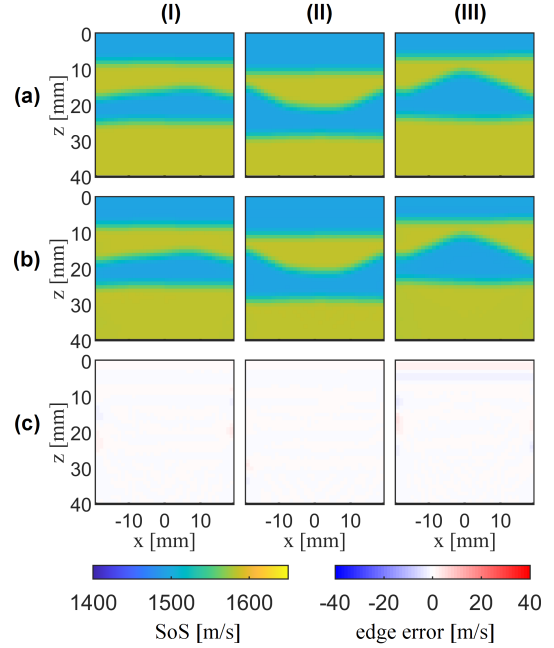 (I) (II) (III)
0
10
(a) z [mm] 20
30
40
0
10
(b) z [mm] 20
30
40
0
10
(c) z [mm] 20
30
40
-10 0 10 -10 0 10 -10 0 10
x [mm] x [mm] x [mm]
1400 1500 1600 -40 -20 0 20 40
SoS [m/s] edge error [m/s]